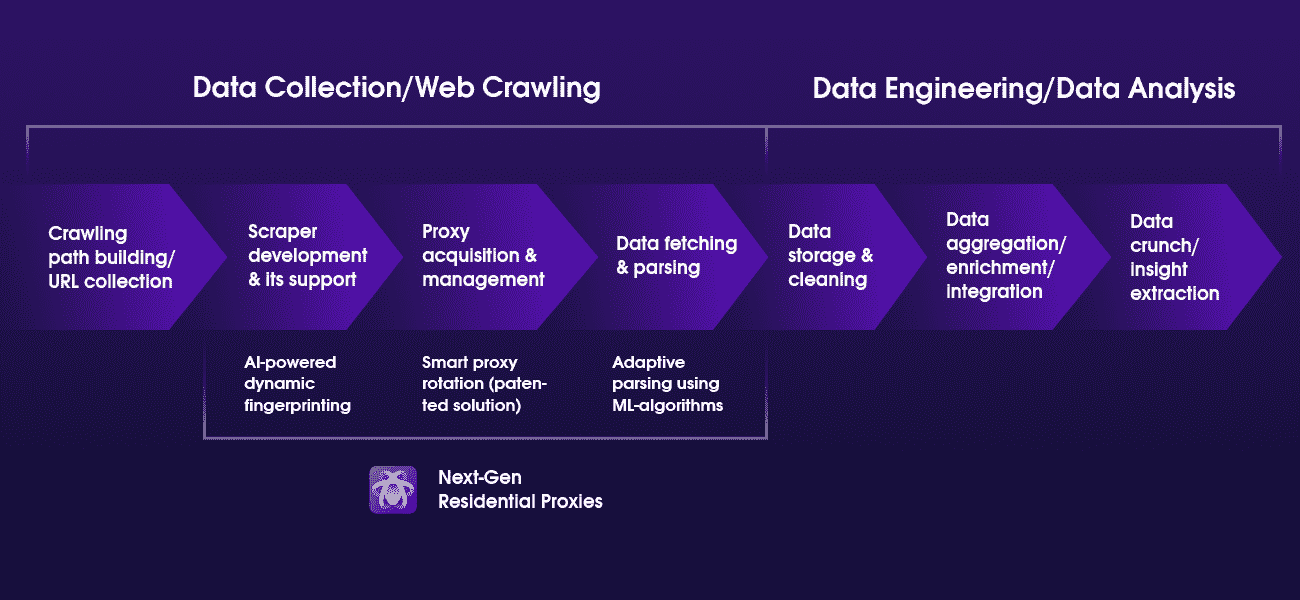 Data Collection/Web Crawling
Data Engineering/Data Analysis
Crawling
path building/
URL collection
Scraper
development
& its support
Proxy
acquisition &
management
Data fetching
& parsing
Data
storage &
cleaning
Data
aggregation/
enrichment/
integration
Data
crunch/
insight
extraction
AI-powered
dynamic
fingerprinting
Smart proxy
rotation (paten-
ted solution)
Adaptive
parsing using
ML-algorithms
Next-Gen
Residential Proxies